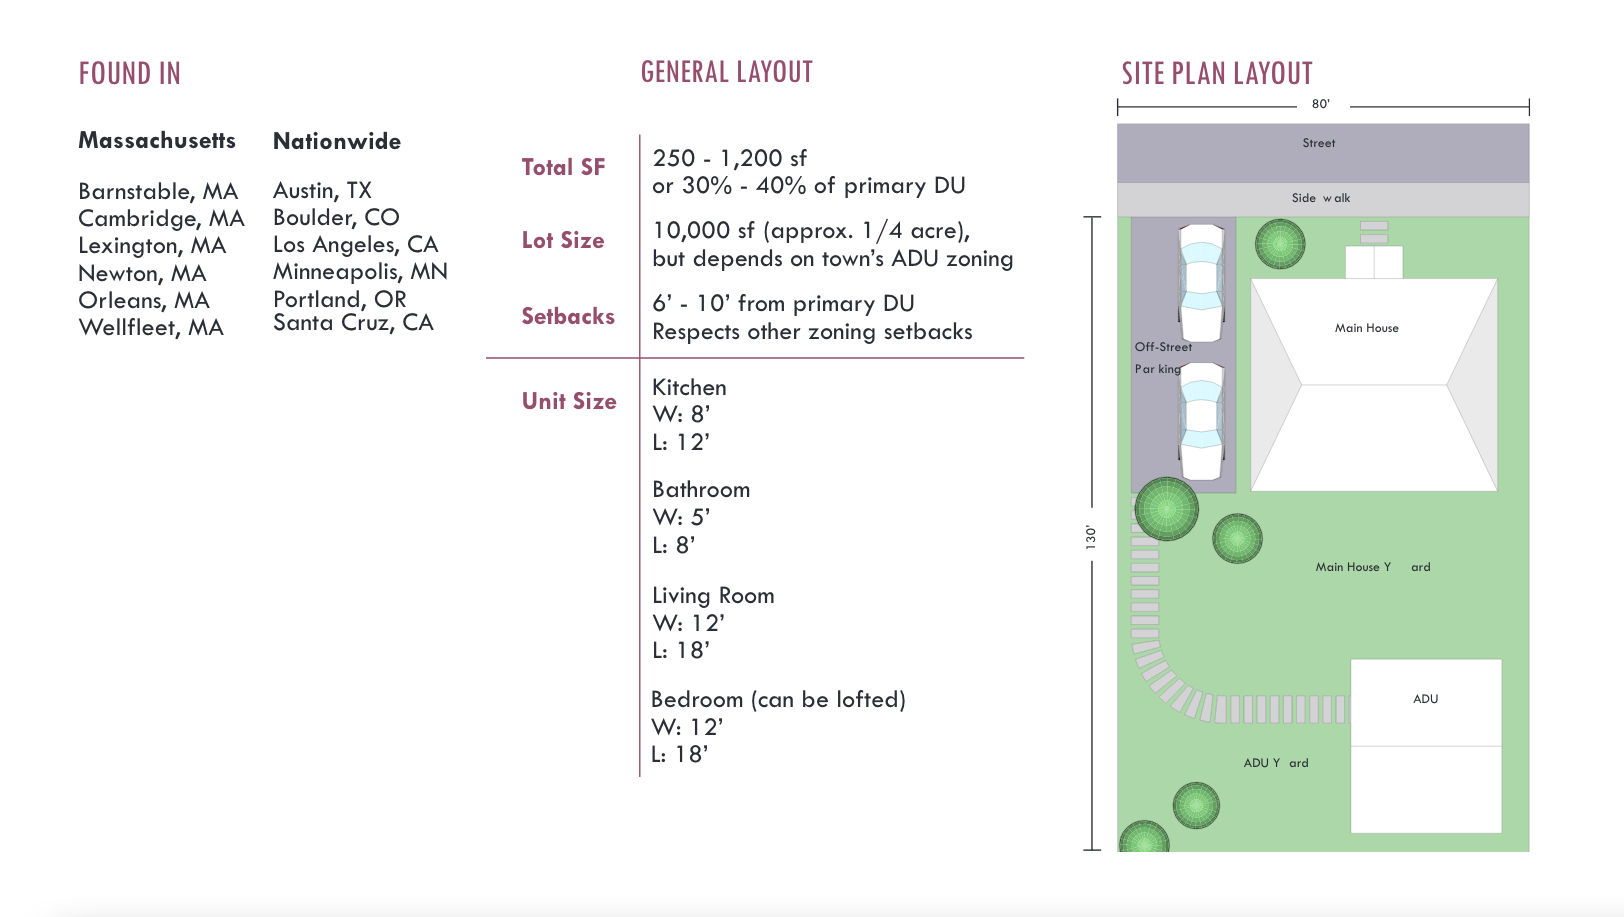 FOUND IN
Massachusetts
Barnstable, MA
Cambridge, MA
Lexington, MA
Newton, MA
Orleans, MA
Wellfleet, MA
Nationwide
Austin, TX
Boulder, CO
Los Angeles, CA
Minneapolis, MN
Portland, OR
Santa Cruz, CA
GENERAL LAYOUT
Total SF
250 - 1,200 sf
or 30% - 40% of primary DU
Lot Size
10,000 sf (approx. 1/4 acre),
but depends on town’s ADU zoning
Setbacks
6’ - 10’ from primary DU
Respects other zoning setbacks
Unit Size
Kitchen
W: 8’
L: 12’
Bathroom
W: 5’
L: 8’
Living Room
W: 12’
L: 18’
Bedroom (can be lofted)
W: 12’
L: 18’
SITE PLAN LAYOUT
80’
Street
Side w alk
Main House
Off-Street
Par king
130’
Main House Y ard
ADU
ADU Y ard